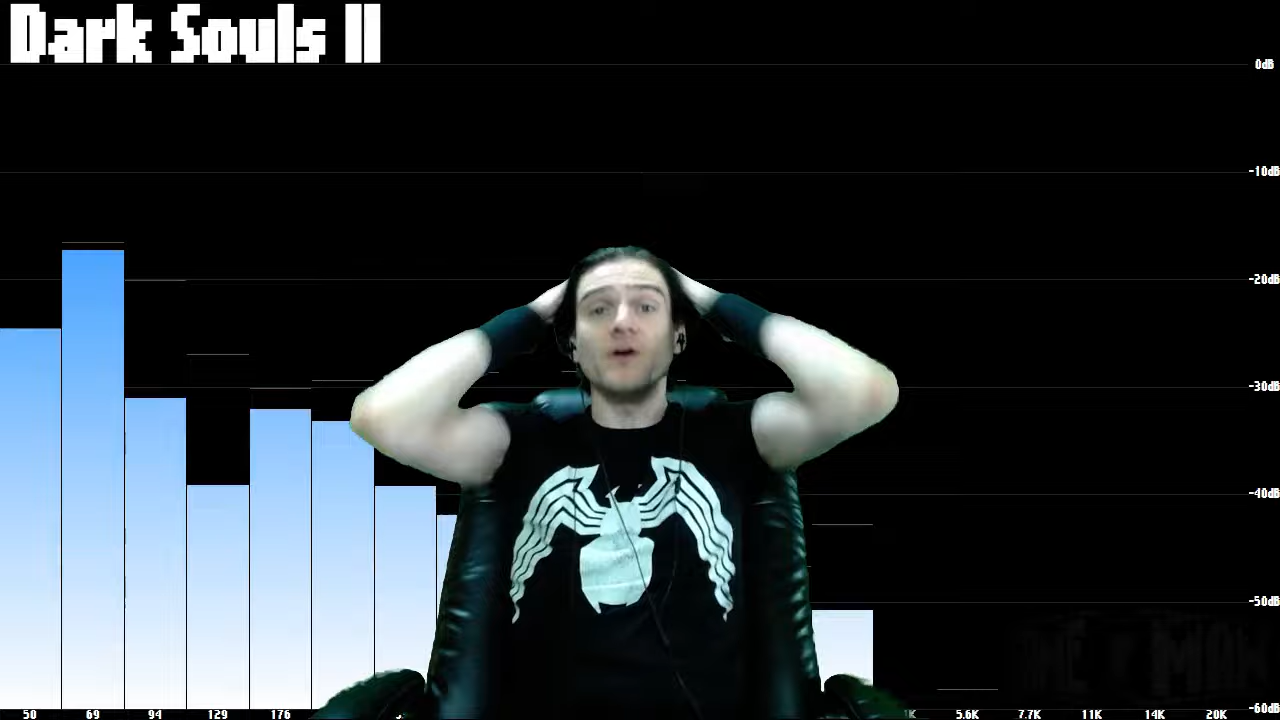 Dark Souls II
0dB
-10dB
-20dB
-30dB
-40dB
-50dB
-60dB
50 69 94 129 176 5.6K 7.7K 11K 14K 20K